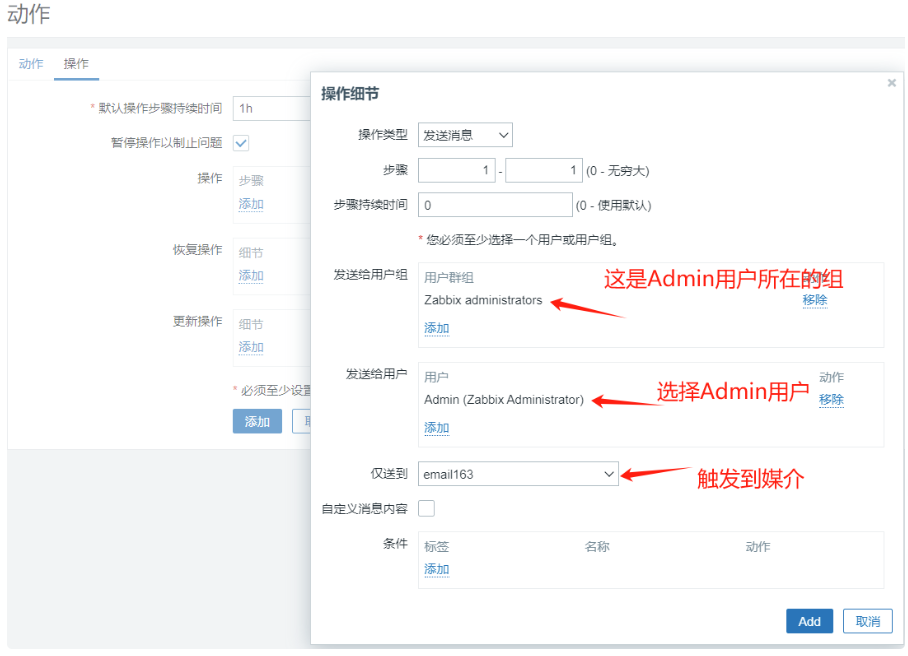 动作
动作 操作
* 默认操作步骤持续时间 1h
暂停操作以制止问题
操作 步骤
添加
恢复操作 细节
添加
更新操作 细节
添加
* 必须至少设置
添加
操作细节
操作类型 发送消息
步骤 1 - 1 (0 - 无穷大)
步骤持续时间 0 (0 - 使用默认)
* 您必须至少选择一个用户或用户组。
发送给用户组 用户群组
这是Admin用户所在的组
Zabbix administrators 移除
添加
发送给用户 用户 动作
Admin (Zabbix Administrator) 移除
选择Admin用户
添加
仅送到 email163
触发到媒介
自定义消息内容
条件 标签 名称 动作
添加
Add 取消